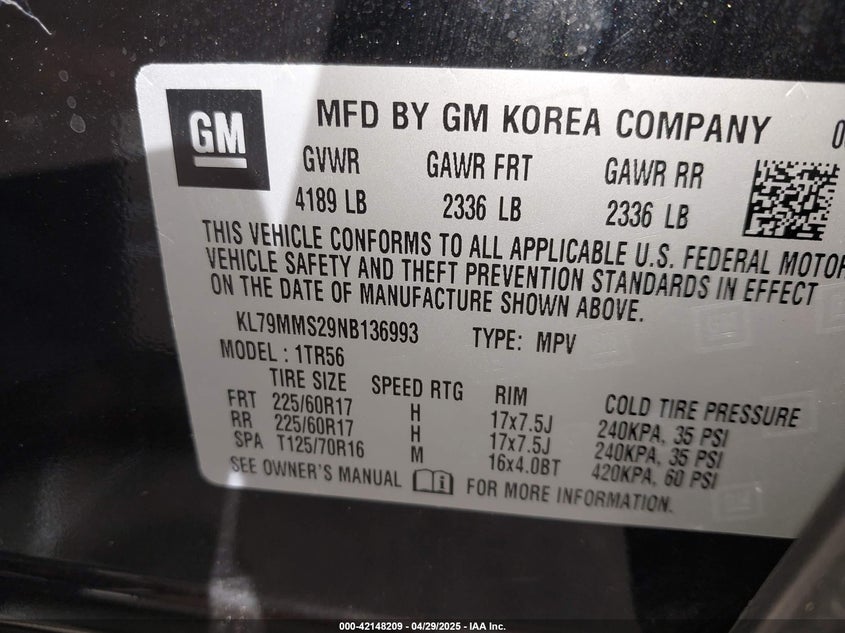 GM
MFD BY GM KOREA COMPANY
GVWR GAWR FRT GAWR RR
4189 LB 2336 LB 2336 LB
THIS VEHICLE CONFORMS TO ALL APPLICABLE U.S. FEDERAL MOTOR
VEHICLE SAFETY AND THEFT PREVENTION STANDARDS IN EFFECT
ON THE DATE OF MANUFACTURE SHOWN ABOVE.
KL79MMS29NB136993 TYPE: MPV
MODEL : 1TR56
TIRE SIZE SPEED RTG RIM COLD TIRE PRESSURE
FRT 225/60R17 H 17x7.5J 240KPA, 35 PSI
RR 225/60R17 H 17x7.5J 240KPA, 35 PSI
SPA T125/70R16 M 16x4.0BT 420KPA, 60 PSI
SEE OWNER'S MANUAL FOR MORE INFORMATION.
000-42148209 - 04/29/2025 - IAA Inc.